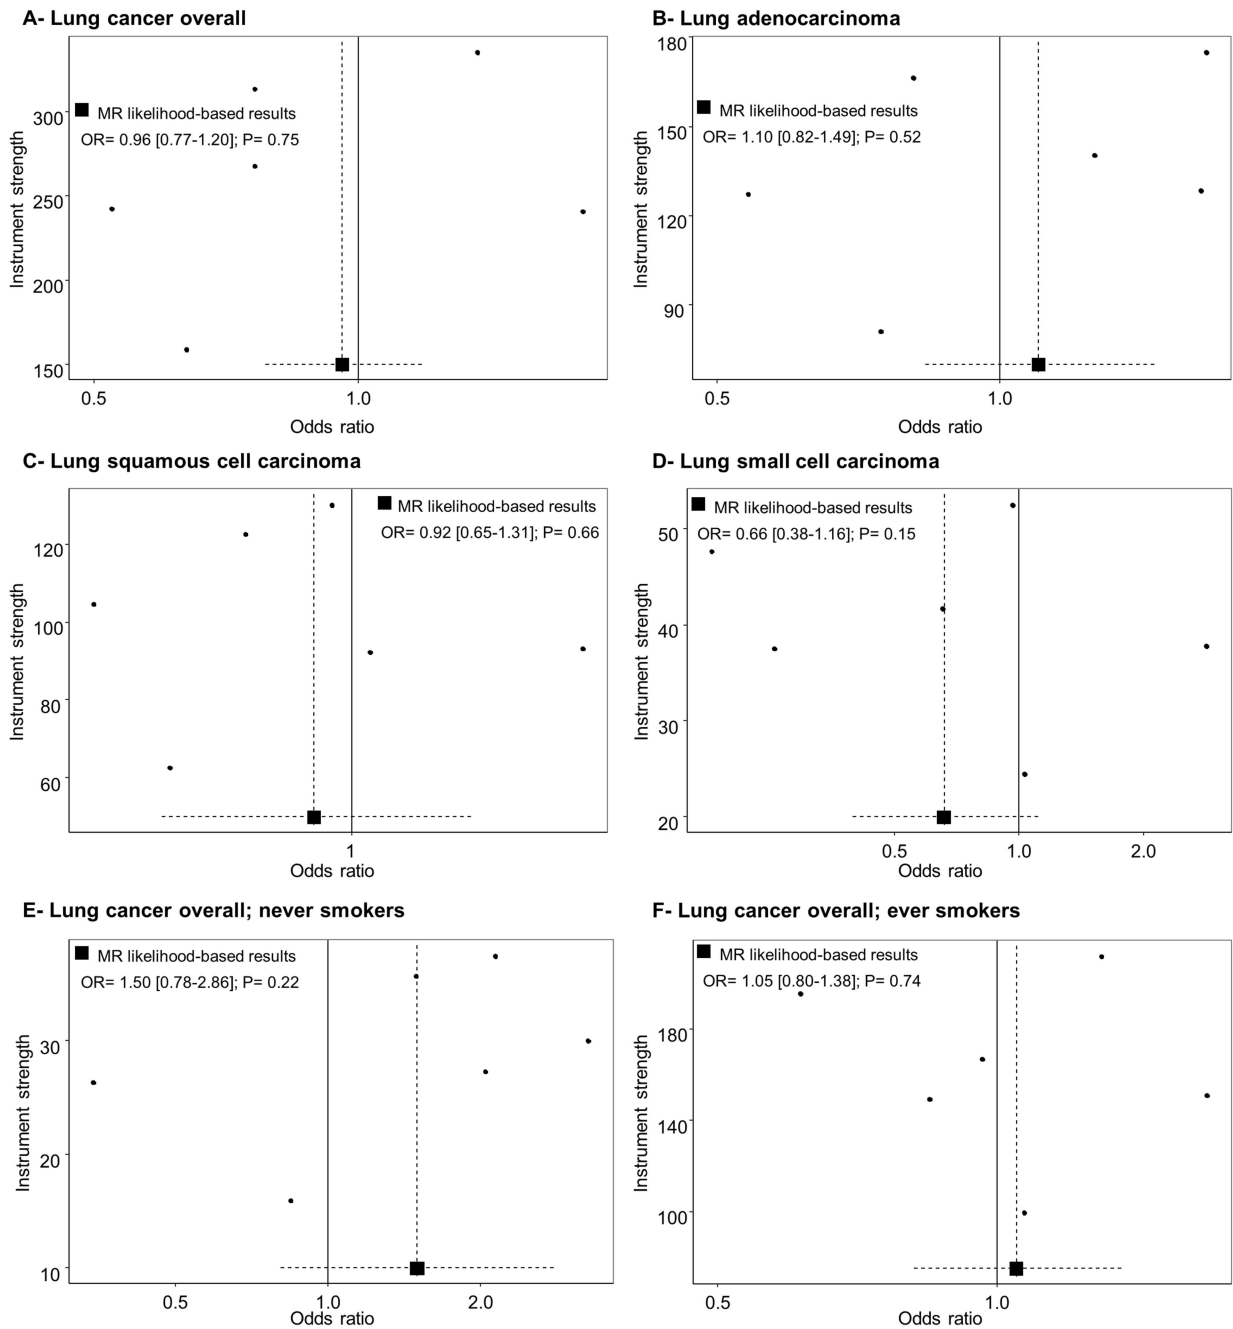 A- Lung cancer overall
300
250
200
150
Instrument strength
MR likelihood-based results
OR= 0.96 [0.77-1.20]; P= 0.75
0.5
1.0
Odds ratio
B- Lung adenocarcinoma
180
150
120
90
Instrument strength
MR likelihood-based results
OR= 1.10 [0.82-1.49]; P= 0.52
0.5
1.0
Odds ratio
C- Lung squamous cell carcinoma
120
100
80
60
Instrument strength
MR likelihood-based results
OR= 0.92 [0.65-1.31]; P= 0.66
1
Odds ratio
D- Lung small cell carcinoma
50
40
30
20
Instrument strength
MR likelihood-based results
OR= 0.66 [0.38-1.16]; P= 0.15
0.5
1.0
2.0
Odds ratio
E- Lung cancer overall; never smokers
30
20
10
Instrument strength
MR likelihood-based results
OR= 1.50 [0.78-2.86]; P= 0.22
0.5
1.0
2.0
Odds ratio
F- Lung cancer overall; ever smokers
180
140
100
Instrument strength
MR likelihood-based results
OR= 1.05 [0.80-1.38]; P= 0.74
0.5
1.0
Odds ratio